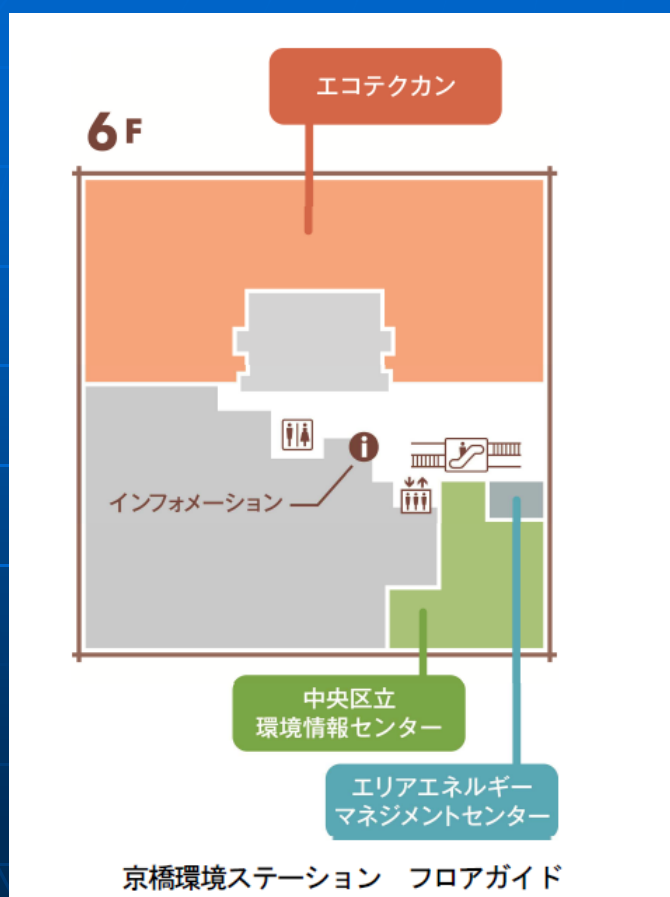 エコテクカン
6F
インフォメーション
中央区立
環境情報センター
エリアエネルギー
マネジメントセンター
京橋環境ステーション　フロアガイド